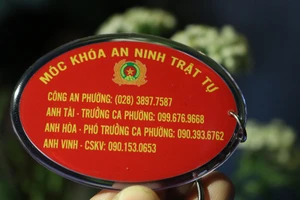 MÓC KHÓA AN NINH TRẬT TỰ
CÔNG AN PHƯỜNG: (028) 3897.7587
ANH TÀI - TRƯỞNG CA PHƯỜNG: 099.676.9668
ANH HÒA - PHÓ TRƯỞNG CA PHƯỜNG: 090.393.6762
ANH VINH - CSKV: 090.153.0653